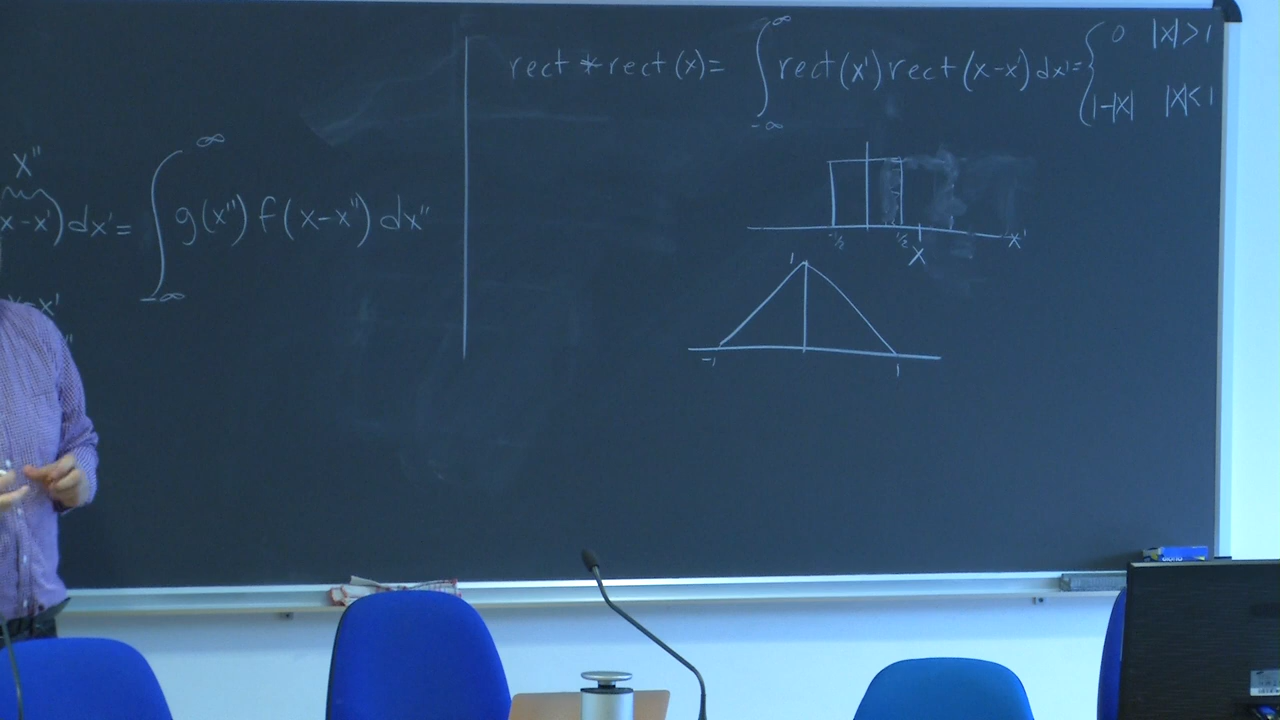 x"
x-x')dx' = ∫_{-∞}^{∞} g(x") f(x-x") dx"
x-x'
"
rect * rect (x) = ∫_{-∞}^{∞} rect(x') rect(x-x') dx' = { 0 |x|>1
1-|x| |x|<1
-1/2 1/2 x x'
1
-1 1